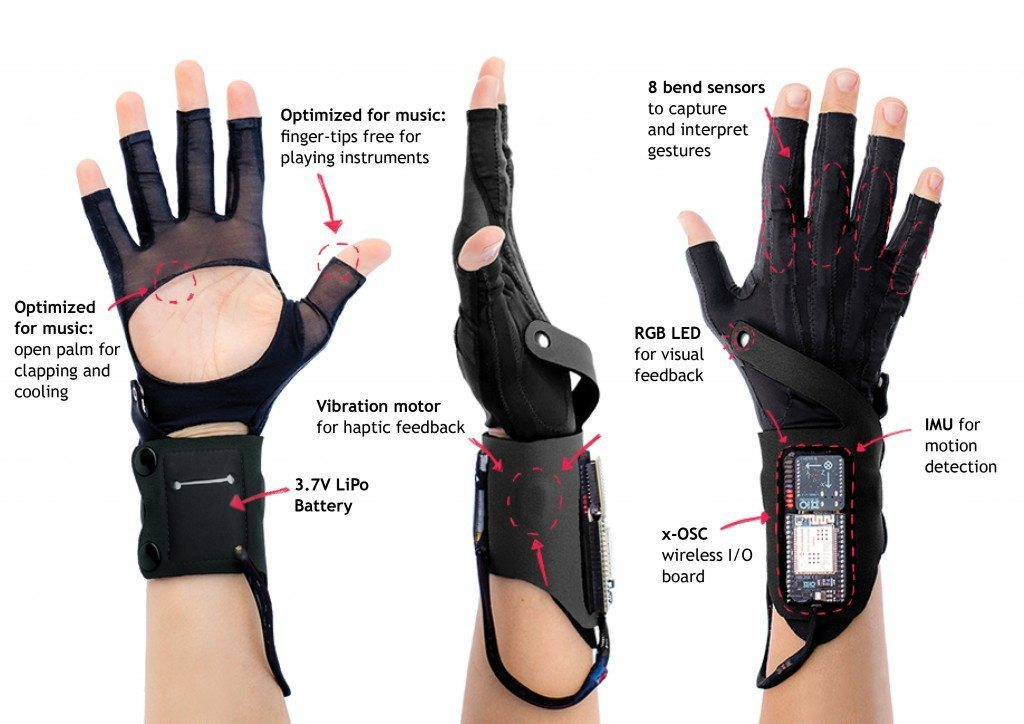 Optimized for music:
finger-tips free for
playing instruments
8 bend sensors
to capture
and interpret
gestures
Optimized
for music:
open palm for
clapping and
cooling
RGB LED
for visual
feedback
Vibration motor
for haptic feedback
IMU for
motion
detection
3.7V LiPo
Battery
x-OSC
wireless I/O
board